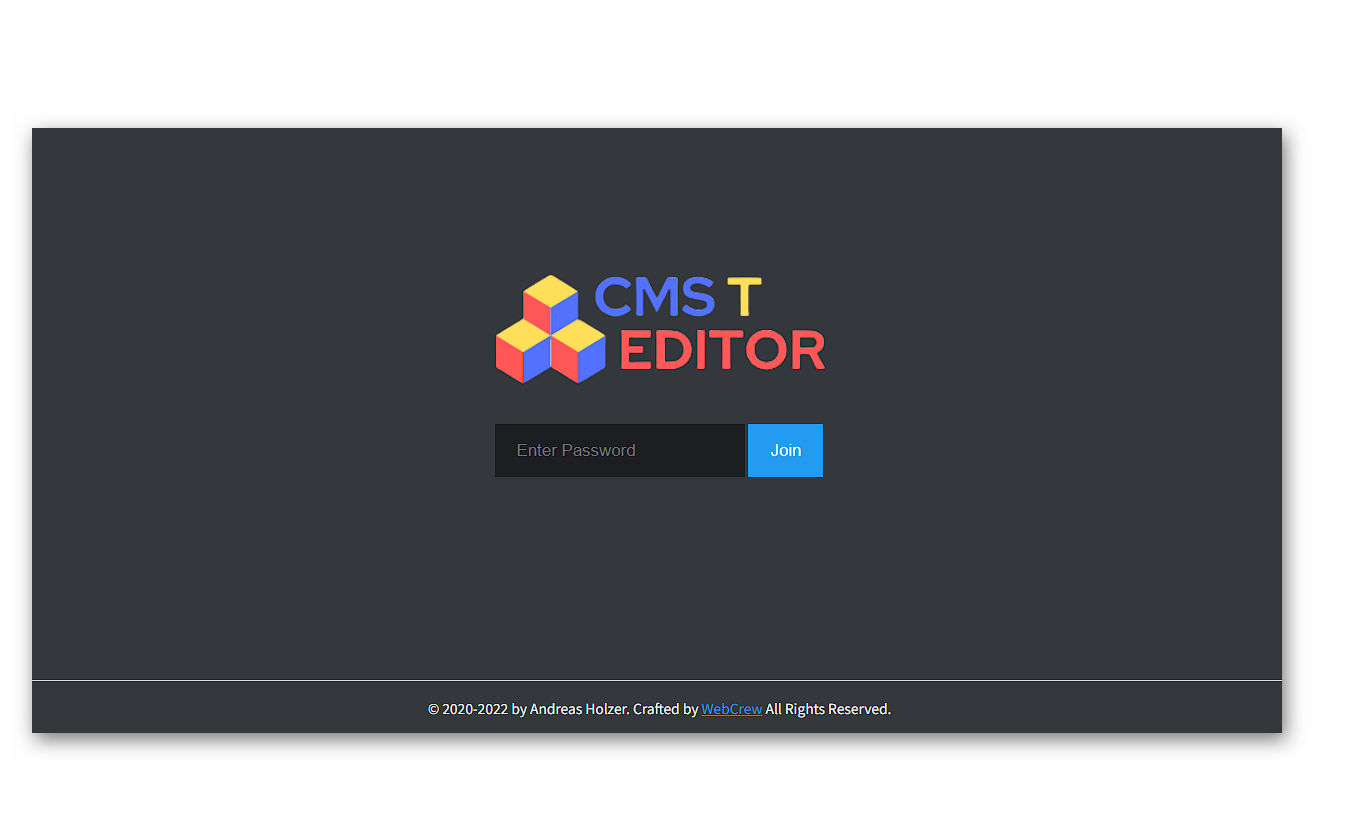 CMS T
EDITOR
Enter Password
Join
© 2020-2022 by Andreas Holzer. Crafted by WebCrew All Rights Reserved.